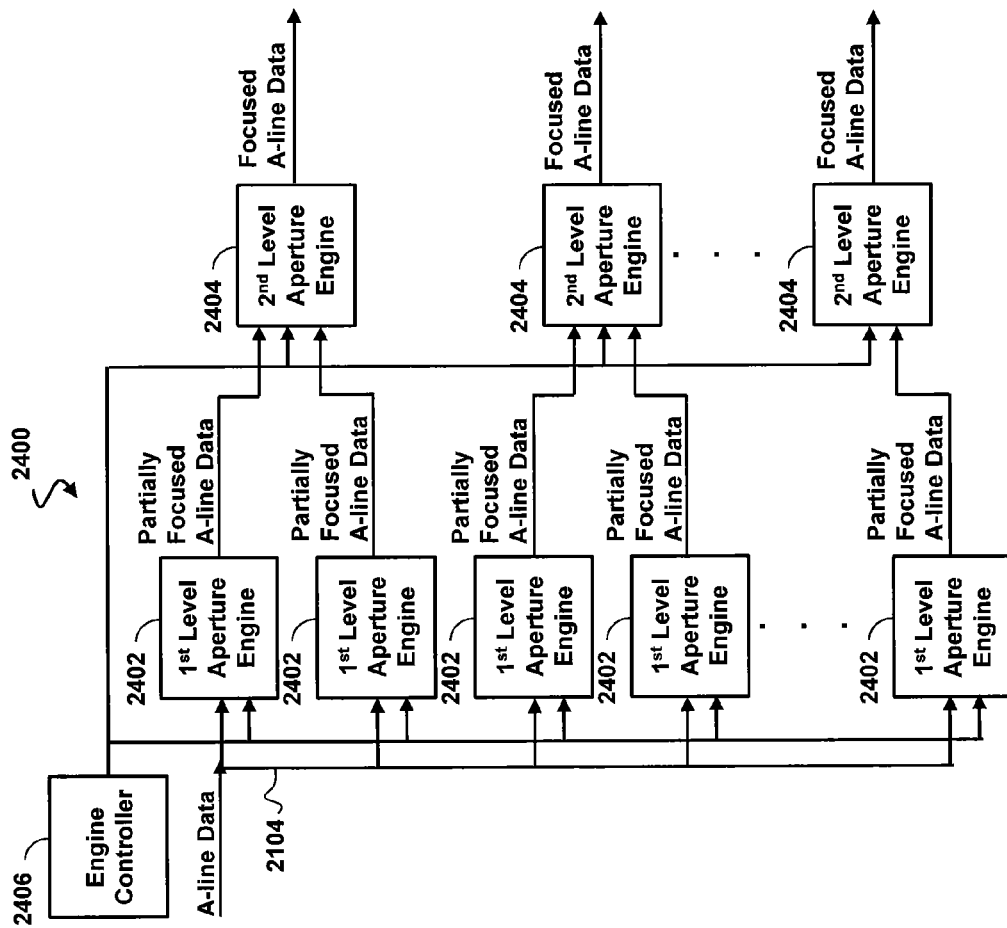 2400
2406
Engine
Controller
A-line Data
2104
2402
1st Level
Aperture
Engine
Partially
Focused
A-line Data
2402
1st Level
Aperture
Engine
Partially
Focused
A-line Data
2402
1st Level
Aperture
Engine
Partially
Focused
A-line Data
2402
1st Level
Aperture
Engine
Partially
Focused
A-line Data
2402
1st Level
Aperture
Engine
Partially
Focused
A-line Data
2404
2nd Level
Aperture
Engine
Focused
A-line Data
2404
2nd Level
Aperture
Engine
Focused
A-line Data
2404
2nd Level
Aperture
Engine
Focused
A-line Data